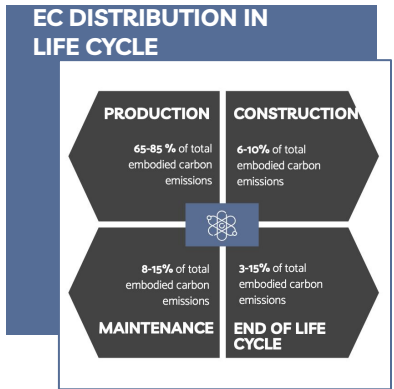 EC DISTRIBUTION IN
LIFE CYCLE
PRODUCTION
65-85 % of total
embodied carbon
emissions
CONSTRUCTION
6-10% of total
embodied carbon
emissions
8-15% of total
embodied carbon
emissions
MAINTENANCE
3-15% of total
embodied carbon
emissions
END OF LIFE
CYCLE